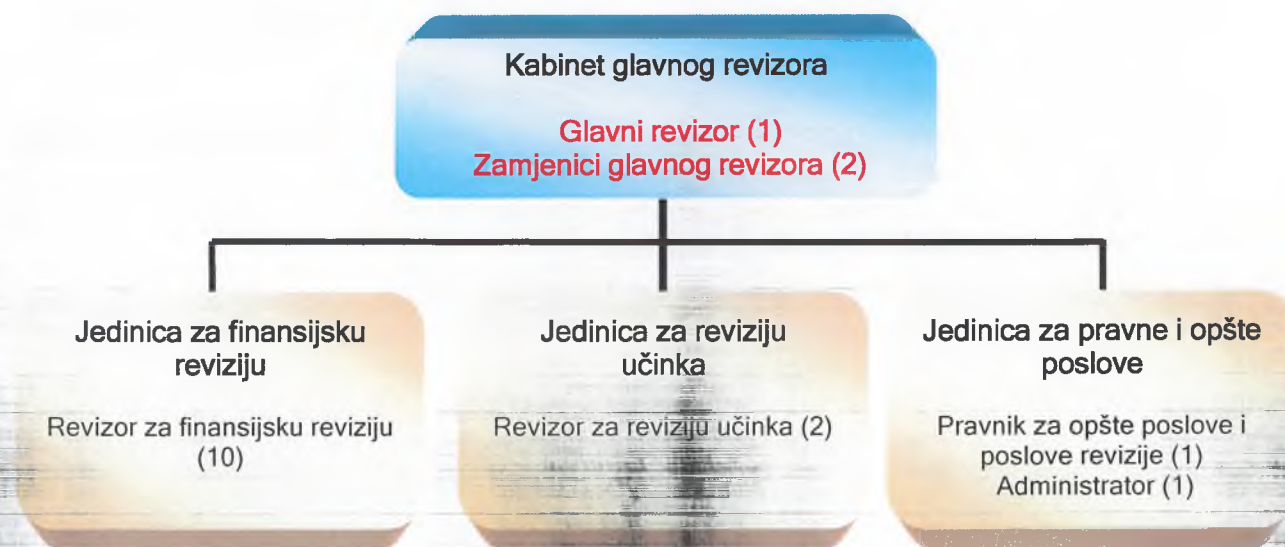 Kabinet glavnog revizora
Glavni revizor (1)
Zamjenici glavnog revizora (2)
Jedinica za finansijsku
reviziju
Revizor za finansijsku reviziju
(10)
Jedinica za reviziju
učinka
Revizor za reviziju učinka (2)
Jedinica za pravne i opšte
poslove
Pravnik za opšte poslove i
poslove revizije (1)
Administrator (1)